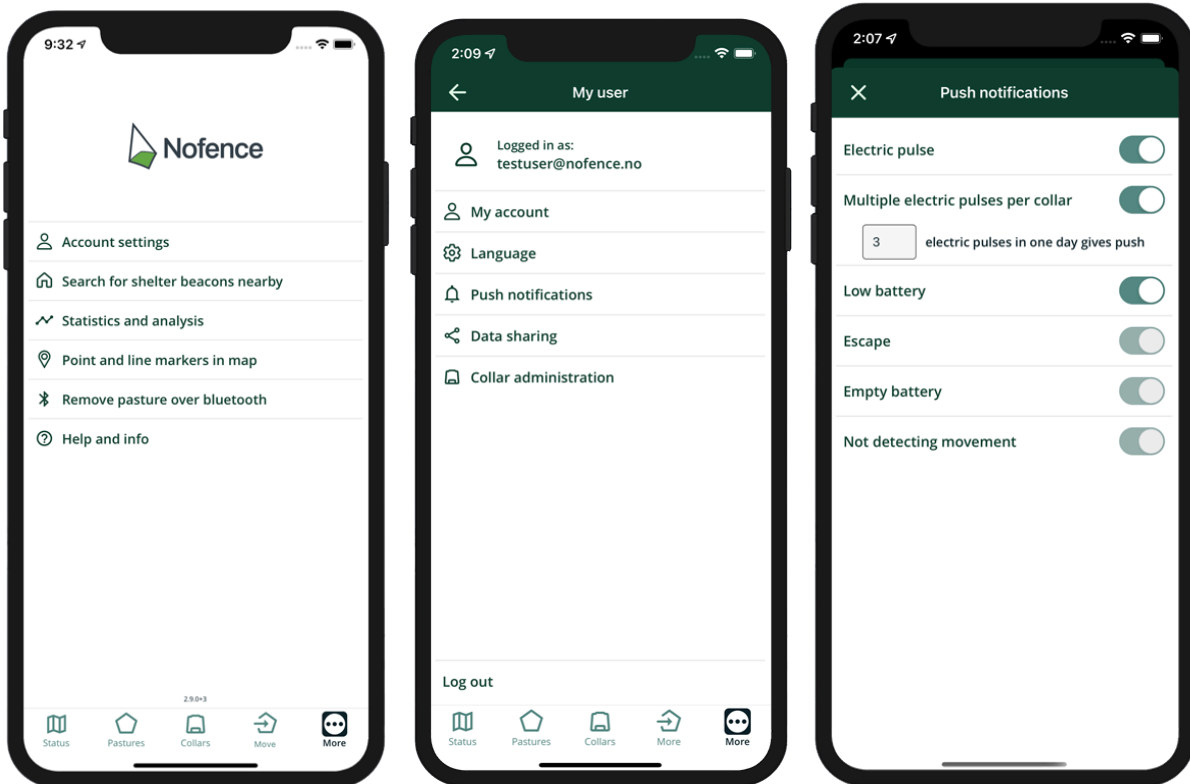 9:32
Nofence
Account settings
Search for shelter beacons nearby
Statistics and analysis
Point and line markers in map
Remove pasture over bluetooth
Help and info
2.9.0+3
Status
Pastures
Collars
Move
More
2:09
My user
Logged in as:
testuser@nofence.no
My account
Language
Push notifications
Data sharing
Collar administration
Log out
Status
Pastures
Collars
More
More
2:07
Push notifications
Electric pulse
Multiple electric pulses per collar
3 electric pulses in one day gives push
Low battery
Escape
Empty battery
Not detecting movement